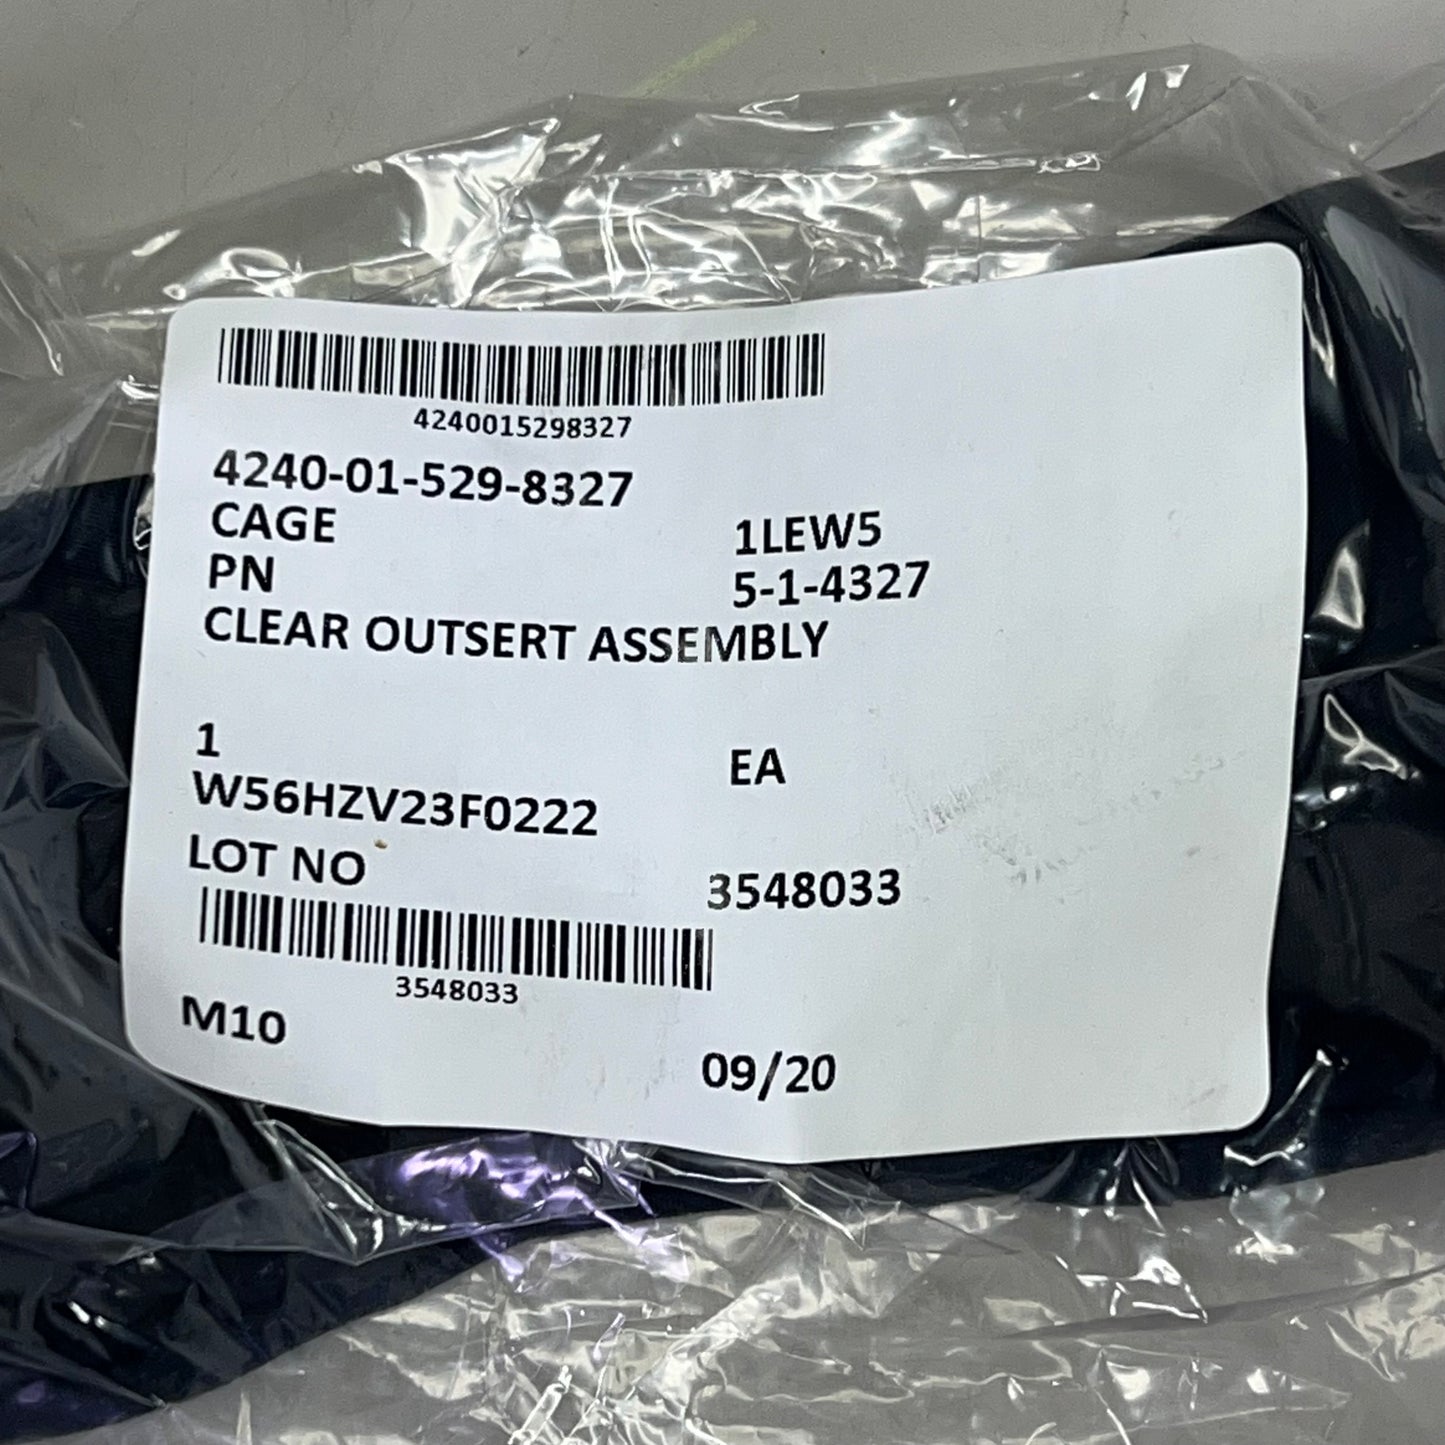 4240015298327
4240-01-529-8327
CAGE 1LEW5
PN 5-1-4327
CLEAR OUTSERT ASSEMBLY
1 EA
W56HZV23F0222
LOT NO 3548033
3548033
M10 09/20